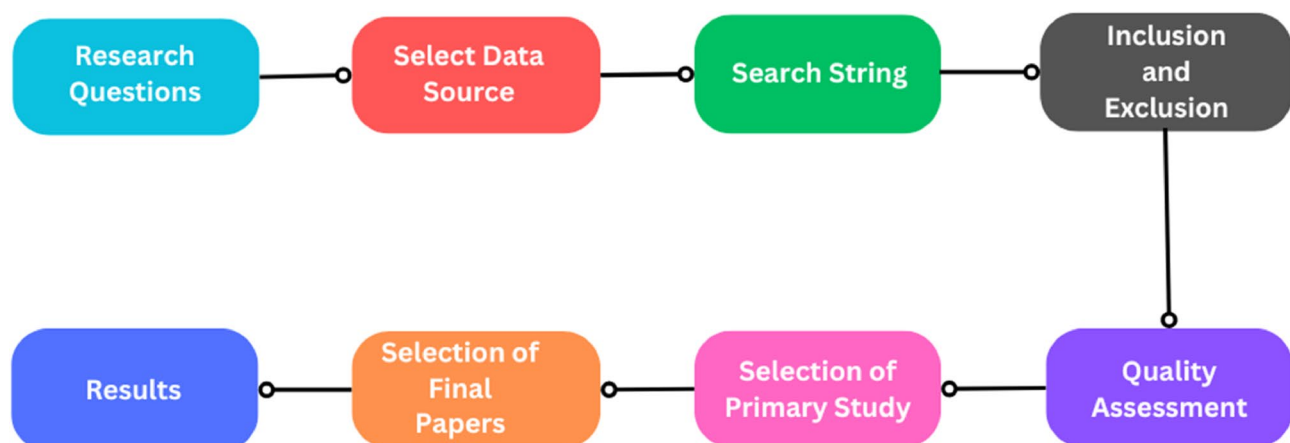 Research
Questions
Select Data
Source
Search String
Inclusion
and
Exclusion
Quality
Assessment
Selection of
Primary Study
Selection of
Final
Papers
Results